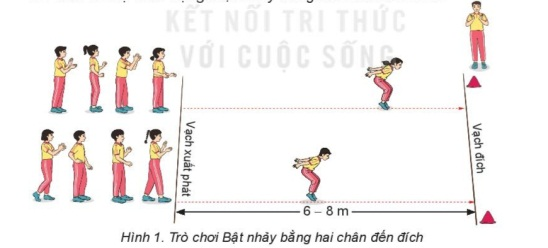 KẾT NỐI TRI THỨC
VỚI CUỘC SỐNG
Vạch xuất phát
Vạch đích
6 – 8 m
Hình 1. Trò chơi Bật nhảy bằng hai chân đến đích